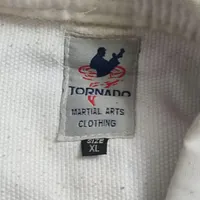 TORNADO
MARTIAL ARTS
CLOTHING
SIZE
XL